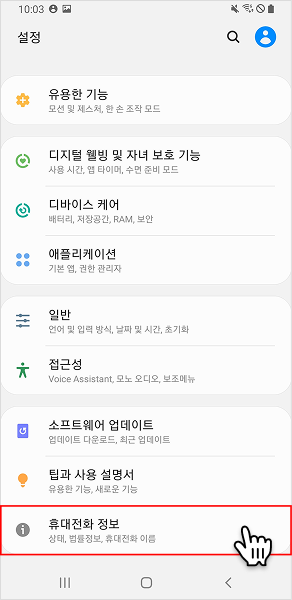 10:03
설정
유용한 기능
모션 및 제스처, 한 손 조작 모드
디지털 웰빙 및 자녀 보호 기능
사용 시간, 앱 타이머, 수면 준비 모드
디바이스 케어
배터리, 저장공간, RAM, 보안
애플리케이션
기본 앱, 권한 관리자
일반
언어 및 입력 방식, 날짜 및 시간, 초기화
접근성
Voice Assistant, 모노 오디오, 보조메뉴
소프트웨어 업데이트
업데이트 다운로드, 최근 업데이트
팁과 사용 설명서
유용한 기능, 새로운 기능
휴대전화 정보
상태, 법률정보, 휴대전화 이름